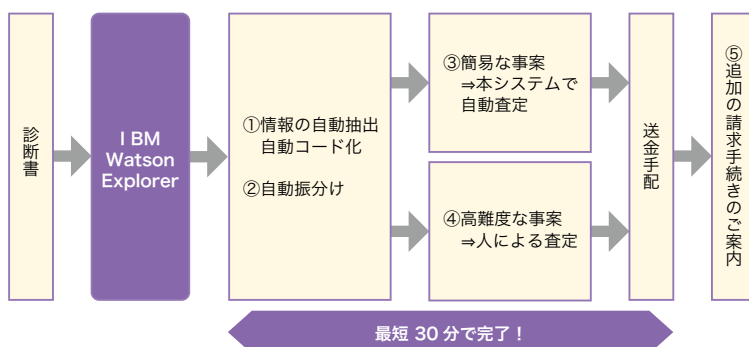 診断書
I BM
Watson
Explorer
①情報の自動抽出
自動コード化
②自動振分け
③簡易な事案
⇒本システムで
自動査定
④高難度な事案
⇒人による査定
送金手配
⑤追加の請求手続きのご案内
最短 30 分で完了！